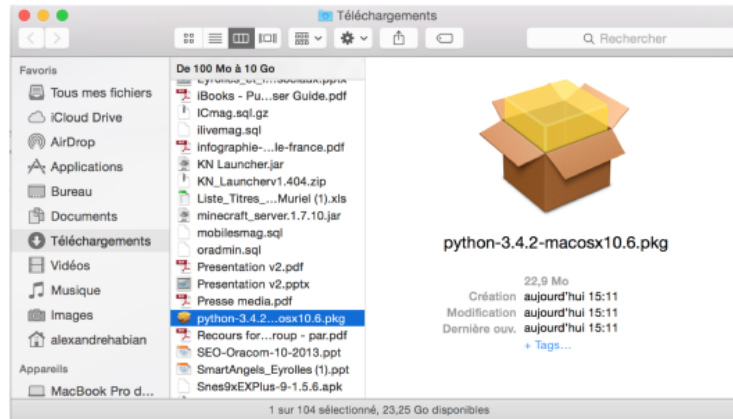 Téléchargements
Rechercher
Favoris
Tous mes fichiers
iCloud Drive
AirDrop
Applications
Bureau
Documents
Téléchargements
Vidéos
Musique
Images
alexandrehabian
Appareils
MacBook Pro d...
De 100 Mo à 10 Go
iBooks - Pu...ser Guide.pdf
ICmag.sql.gz
ilivemag.sql
infographie-...le-france.pdf
KN Launcher.jar
KN_Launcherv1.404.zip
Liste_Titres_...Muriel (1).xls
minecraft_server.1.7.10.jar
mobilesmag.sql
oradmin.sql
Presentation v2.pdf
Presentation v2.pptx
Presse media.pdf
python-3.4.2...osx10.6.pkg
Recours for...roup - par.pdf
SEO-Oracom-10-2013.ppt
SmartAngels_Eyrolles (1).ppt
Snes9xEXPlus-9-1.5.6.apk
python-3.4.2-macosx10.6.pkg
22,9 Mo
Création aujourd'hui 15:11
Modification aujourd'hui 15:11
Dernière ouv. aujourd'hui 15:11
+ Tags...
1 sur 104 sélectionné, 23,25 Go disponibles